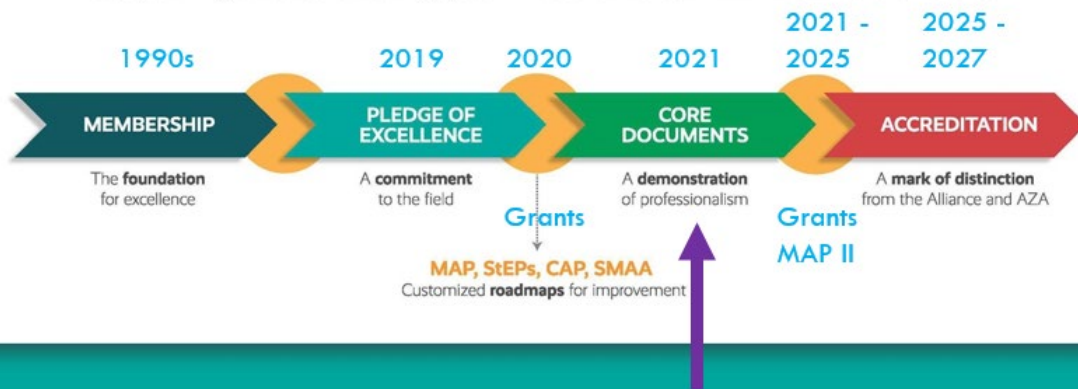 2021 - 2025
2025 - 2027
1990s
2019
2020
2021
MEMBERSHIP
PLEDGE OF
EXCELLENCE
CORE
DOCUMENTS
ACCREDITATION
The foundation
for excellence
A commitment
to the field
A demonstration
of professionalism
A mark of distinction
from the Alliance and AZA
Grants
Grants
MAP II
MAP, StEPs, CAP, SMAA
Customized roadmaps for improvement